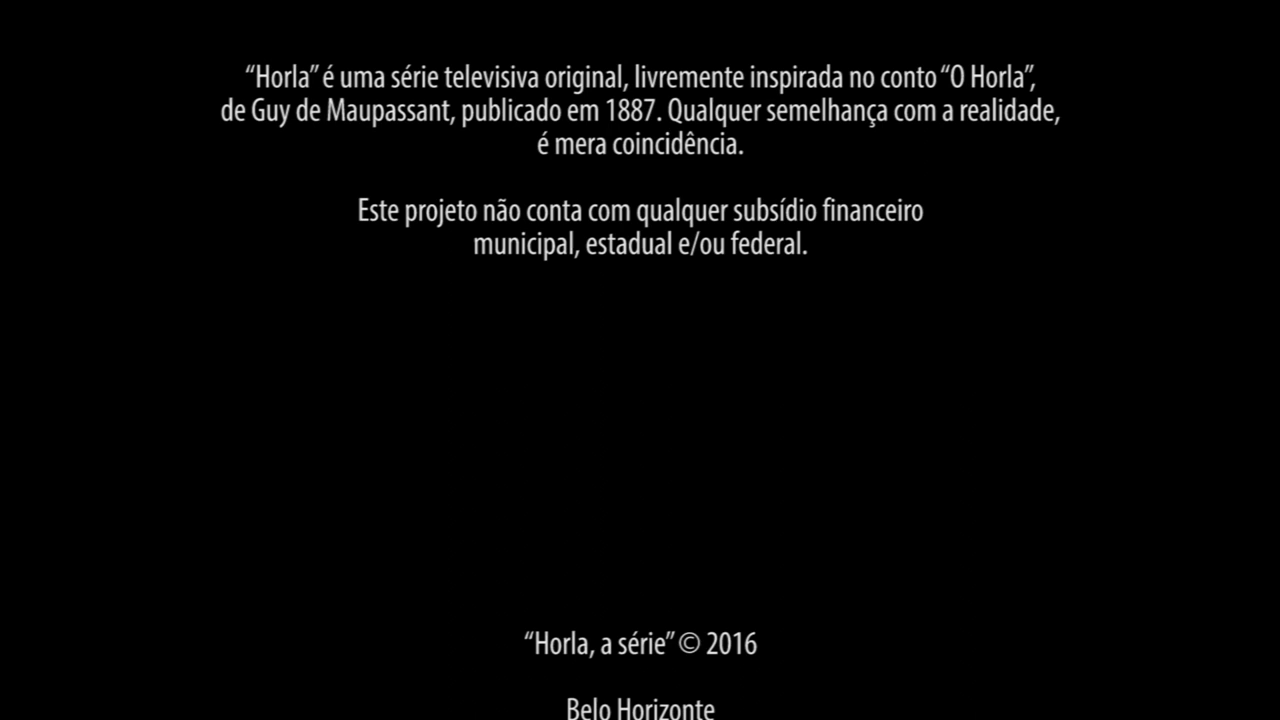 “Horla” é uma série televisiva original, livremente inspirada no conto “O Horla”,
de Guy de Maupassant, publicado em 1887. Qualquer semelhança com a realidade,
é mera coincidência.
Este projeto não conta com qualquer subsídio financeiro
municipal, estadual e/ou federal.
“Horla, a série” © 2016
Belo Horizonte